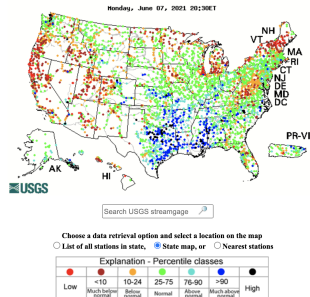 Monday, June 07, 2021 20:30ET
NH
VT
MA
RI
CT
NJ
DE
MD
DC
PR-VI
AK
HI
USGS
Search USGS streamgage
Choose a data retrieval option and select a location on the map
List of all stations in state, State map, or Nearest stations
Explanation - Percentile classes
Low <10 10-24 25-75 76-90 >90 High
Much below normal Below normal Normal Above normal Much above normal